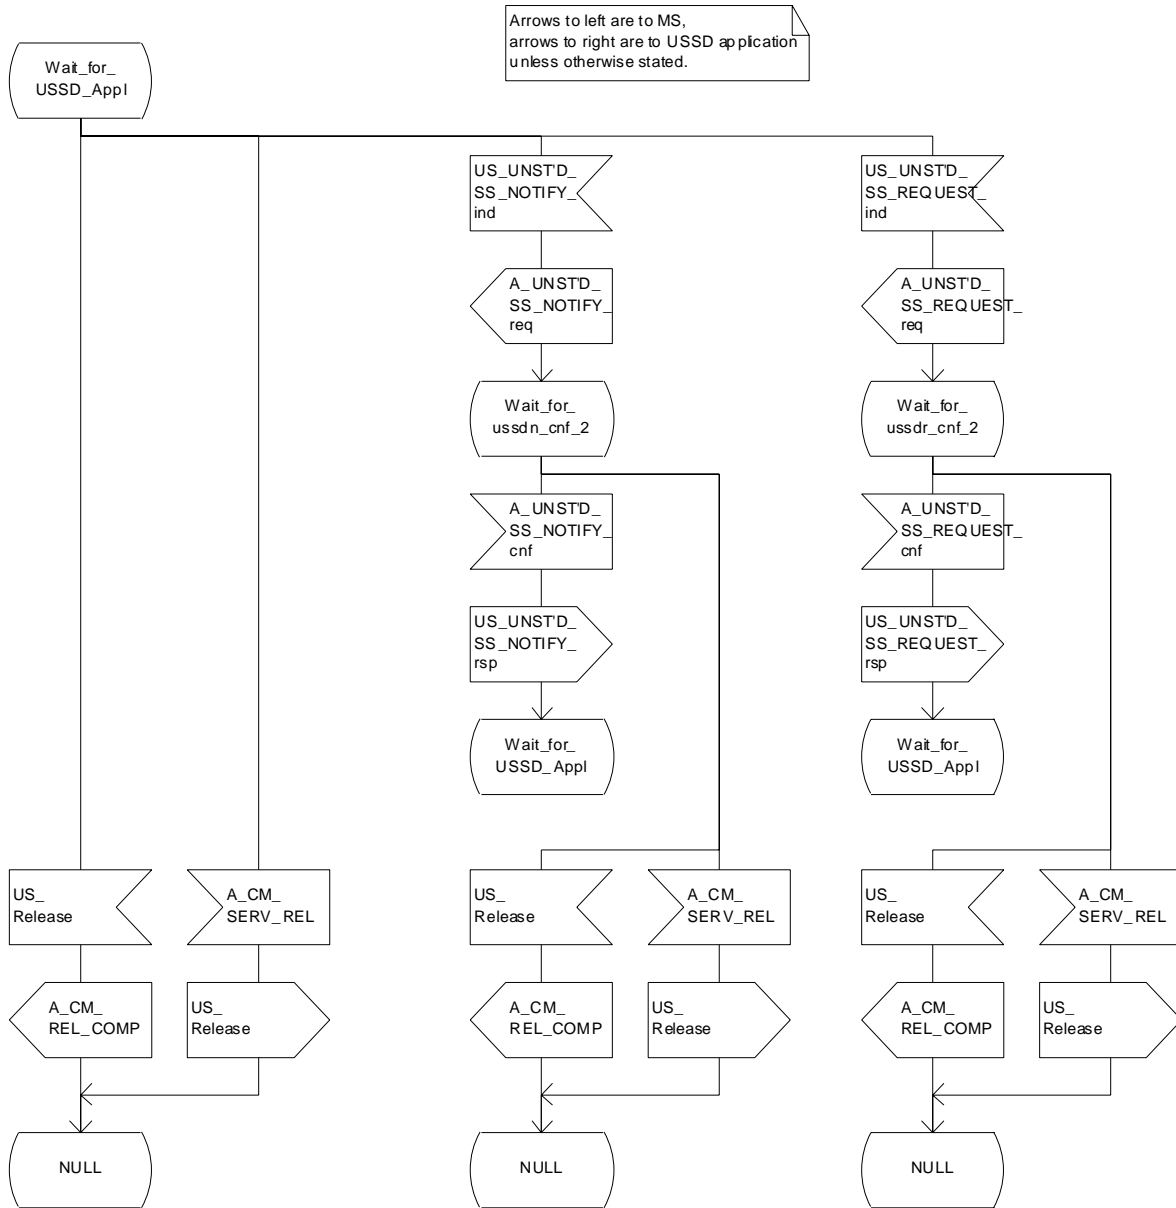 Arrows to left are to MS,
arrows to right are to USSD application
unless otherwise stated.
Wait_for_
USSD_Appl
US_UNST'D_
SS_NOTIFY_
ind
US_UNST'D_
SS_REQUEST_
ind
A_UNST'D_
SS_NOTIFY_
req
A_UNST'D_
SS_REQUEST_
req
Wait_for_
ussdn_cnf_2
Wait_for_
ussdr_cnf_2
A_UNST'D_
SS_NOTIFY_
cnf
A_UNST'D_
SS_REQUEST_
cnf
US_UNST'D_
SS_NOTIFY_
rsp
US_UNST'D_
SS_REQUEST_
rsp
Wait_for_
USSD_Appl
Wait_for_
USSD_Appl
US_
Release
A_CM_
SERV_REL
US_
Release
A_CM_
SERV_REL
US_
Release
A_CM_
SERV_REL
A_CM_
REL_COMP
US_
Release
A_CM_
REL_COMP
US_
Release
A_CM_
REL_COMP
US_
Release
NULL
NULL
NULL